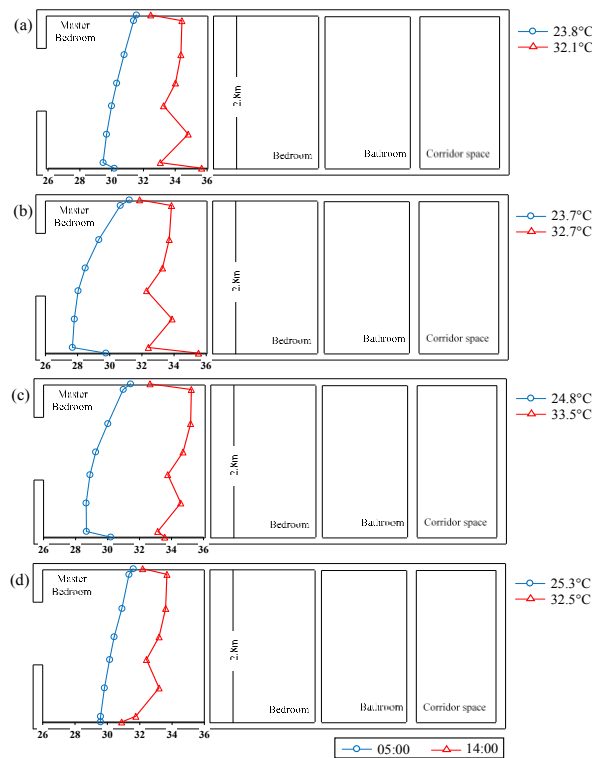 (a)
Master
Bedroom
2.8m
Bedroom
Bathroom
Corridor space
23.8°C
32.1°C
26 28 30 32 34 36
(b)
Master
Bedroom
2.8m
Bedroom
Bathroom
Corridor space
23.7°C
32.7°C
26 28 30 32 34 36
(c)
Master
Bedroom
2.8m
Bedroom
Bathroom
Corridor space
24.8°C
33.5°C
26 28 30 32 34 36
(d)
Master
Bedroom
2.8m
Bedroom
Bathroom
Corridor space
25.3°C
32.5°C
26 28 30 32 34 36
05:00 14:00